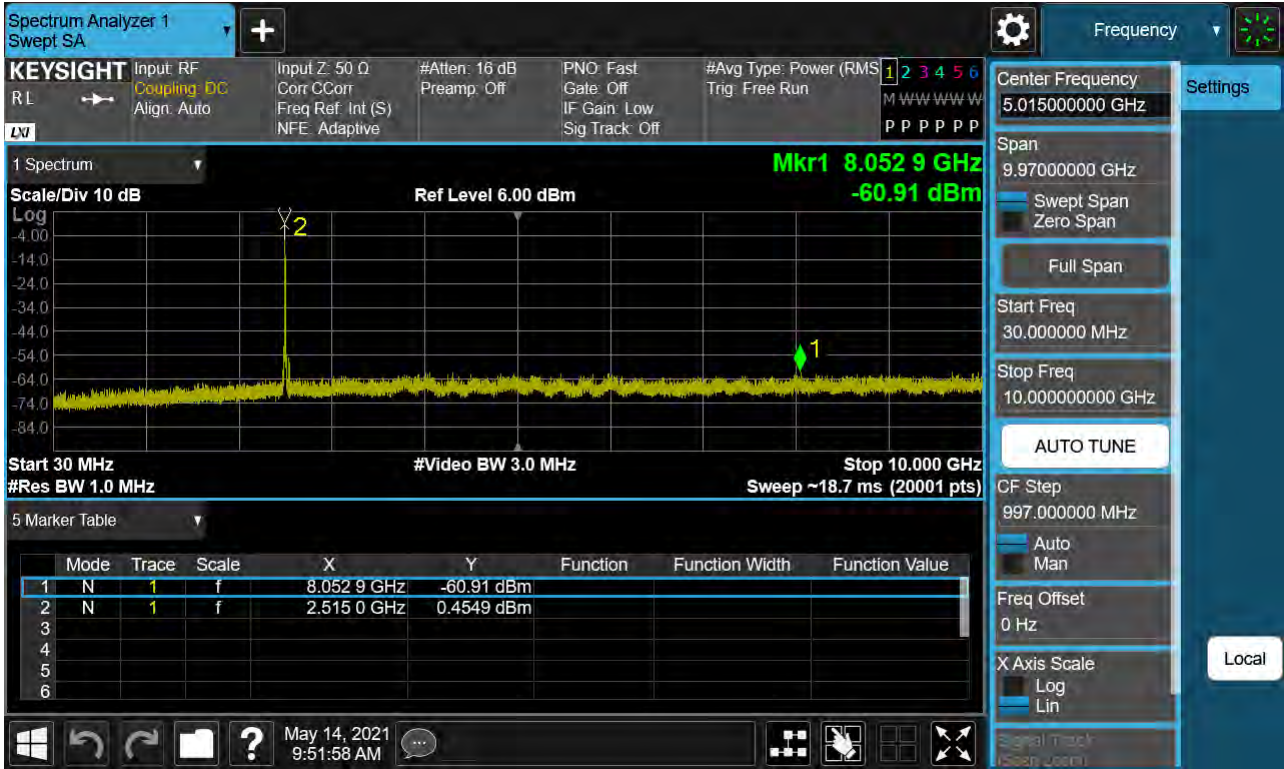 Spectrum Analyzer 1
Swept SA
+
Frequency
KEYSIGHT
RL
LXI
Input: RF
Coupling: DC
Align: Auto
Input Z: 50 Ω
Corr CCorr
Freq Ref: Int (S)
NFE: Adaptive
#Atten: 16 dB
Preamp: Off
PNO: Fast
Gate: Off
IF Gain: Low
Sig Track: Off
#Avg Type: Power (RMS
Trig: Free Run
1 2 3 4 5 6
M W W W W W
P P P P P P
1 Spectrum
Mkr1 8.052 9 GHz
Scale/Div 10 dB
Ref Level 6.00 dBm
-60.91 dBm
Log
2
-4.00
-14.0
-24.0
-34.0
-44.0
1
-54.0
-64.0
-74.0
-84.0
Start 30 MHz
#Video BW 3.0 MHz
Stop 10.000 GHz
#Res BW 1.0 MHz
Sweep ~18.7 ms (20001 pts)
5 Marker Table
Mode Trace Scale X Y Function Function Width Function Value
1 N 1 f 8.052 9 GHz -60.91 dBm
2 N 1 f 2.515 0 GHz 0.4549 dBm
3
4
5
6
Center Frequency
5.015000000 GHz
Settings
Span
9.97000000 GHz
Swept Span
Zero Span
Full Span
Start Freq
30.000000 MHz
Stop Freq
10.000000000 GHz
AUTO TUNE
CF Step
997.000000 MHz
Auto
Man
Freq Offset
0 Hz
X Axis Scale
Log
Lin
Local
Signal Track
(Span Zoom)
?
May 14, 2021
9:51:58 AM